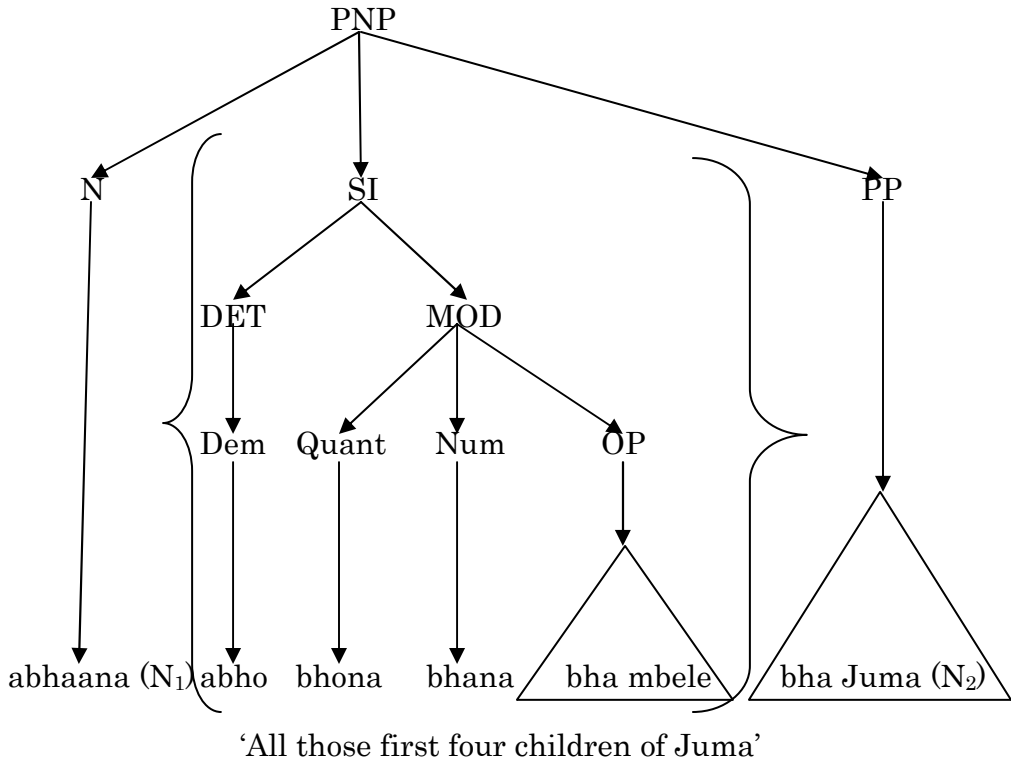 PNP
N SI PP
DET MOD
Dem Quant Num OP
abhaana (N₁) abho bhona bhana bha mbele bha Juma (N₂)
‘All those first four children of Juma’